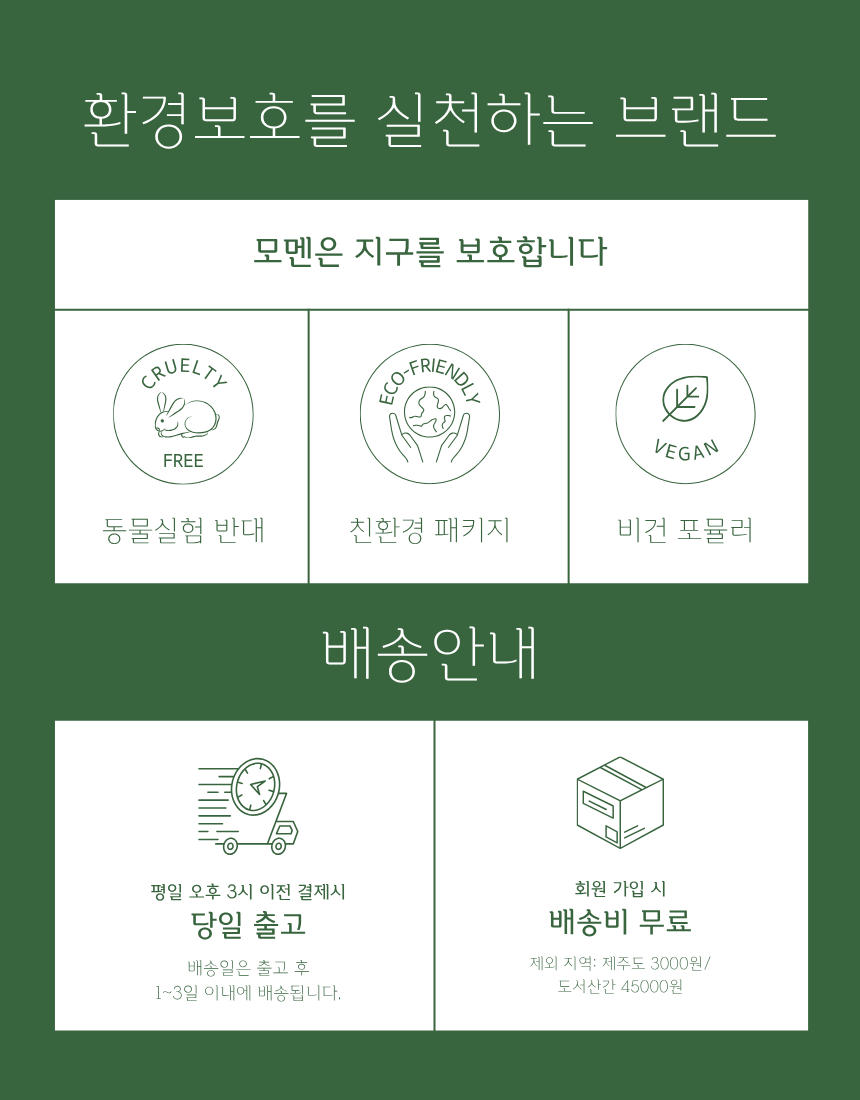 환경보호를 실천하는 브랜드
모멘은 지구를 보호합니다
CRUELTY
FREE
동물실험 반대
ECO-FRIENDLY
친환경 패키지
VEGAN
비건 포뮬러
배송안내
평일 오후 3시 이전 결제시
당일 출고
배송일은 출고 후
1~3일 이내에 배송됩니다.
회원 가입 시
배송비 무료
제외 지역: 제주도 3000원/
도서산간 45000원